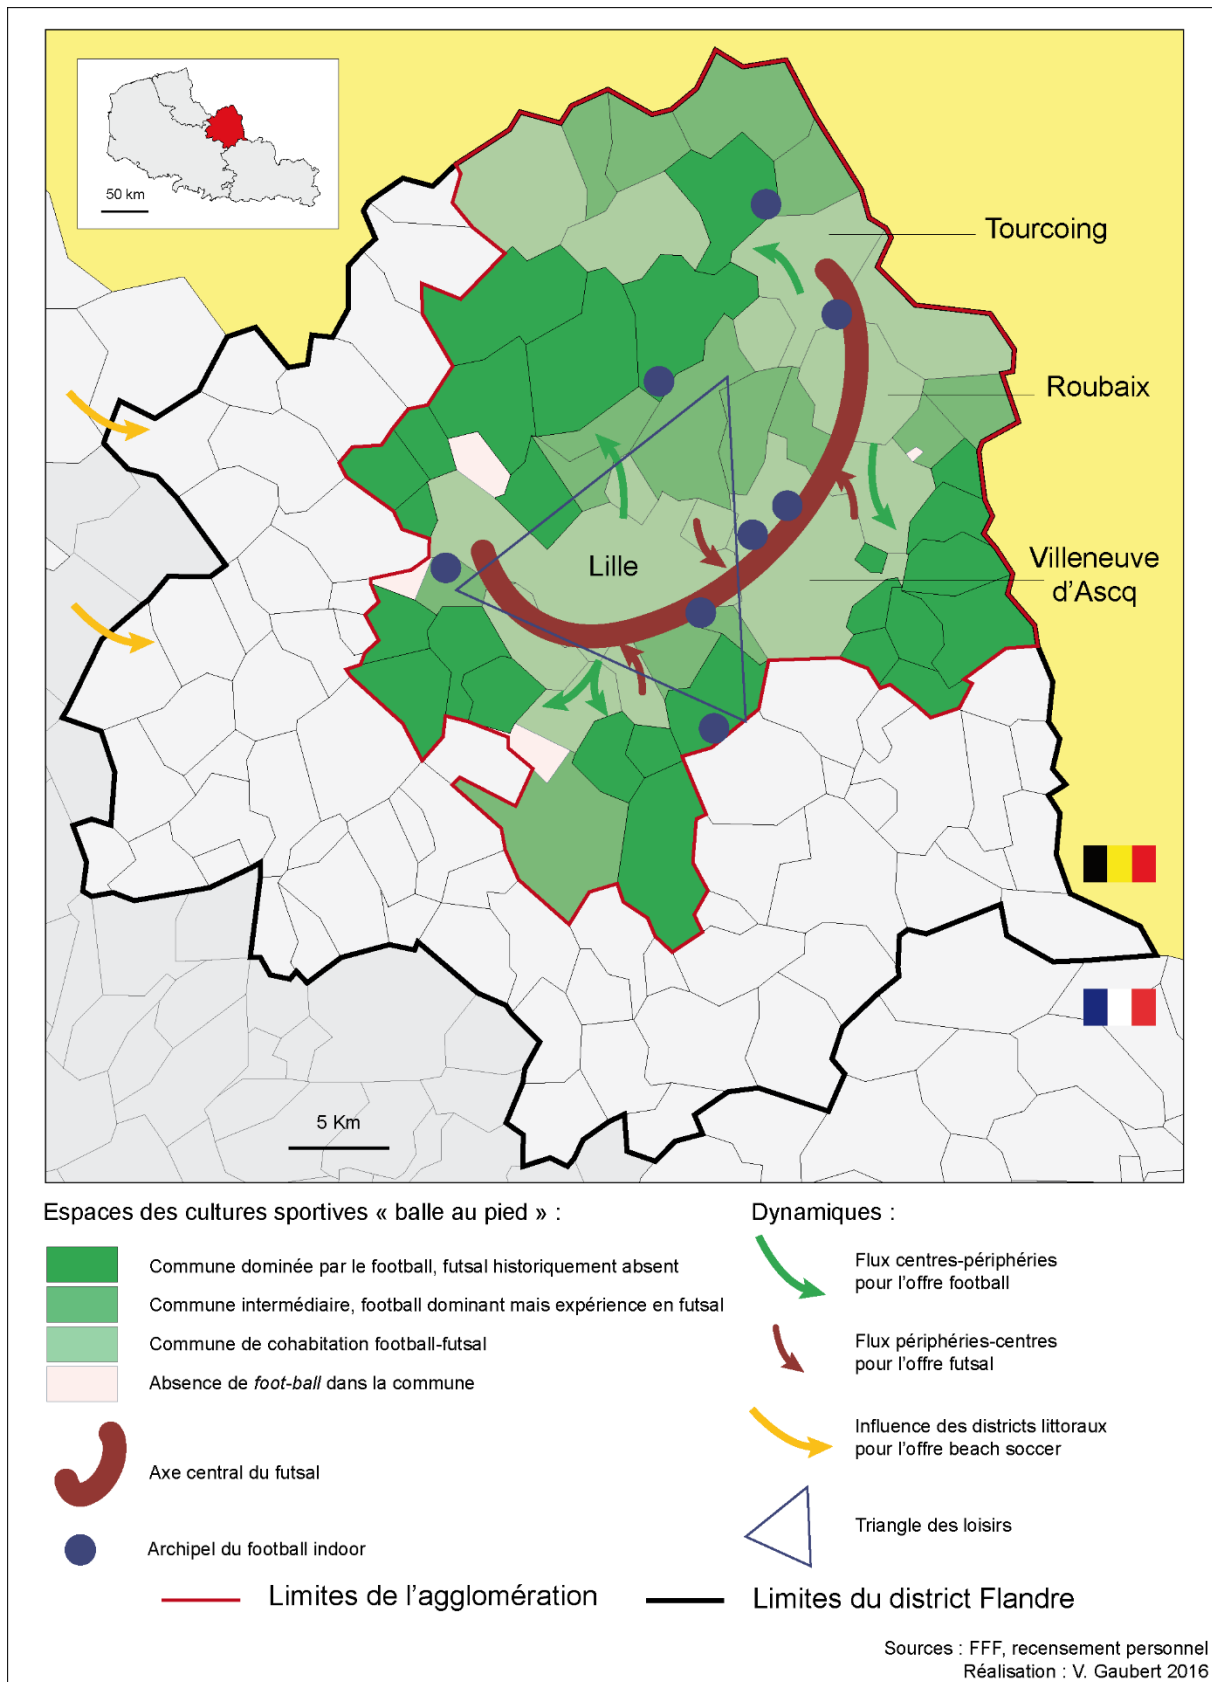 50 km
Tourcoing
Roubaix
Lille
Villeneuve
d'Ascq
5 Km
Espaces des cultures sportives « balle au pied » :
Commune dominée par le football, futsal historiquement absent
Commune intermédiaire, football dominant mais expérience en futsal
Commune de cohabitation football-futsal
Absence de foot-ball dans la commune
Axe central du futsal
Archipel du football indoor
Dynamiques :
Flux centres-périphéries
pour l'offre football
Flux périphéries-centres
pour l'offre futsal
Influence des districts littoraux
pour l'offre beach soccer
Triangle des loisirs
Limites de l'agglomération
Limites du district Flandre
Sources : FFF, recensement personnel
Réalisation : V. Gaubert 2016